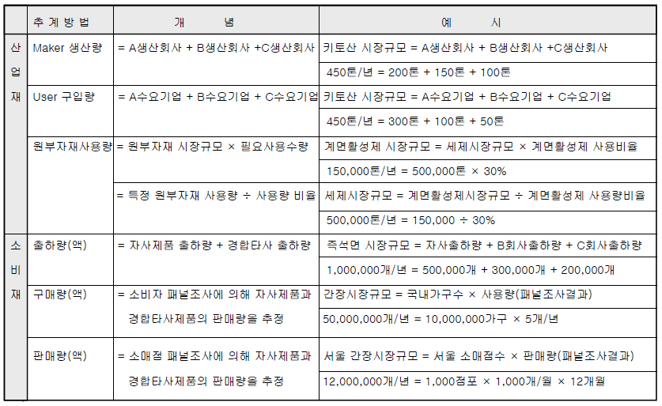 추계방법 개 념 예 시
산업재
Maker 생산량 = A생산회사 + B생산회사 +C생산회사 키토산 시장규모 = A생산회사 + B생산회사 +C생산회사
450톤/년 = 200톤 + 150톤 + 100톤
User 구입량 = A수요기업 + B수요기업 + C수요기업 키토산 시장규모 = A수요기업 + B수요기업 + C수요기업
450톤/년 = 300톤 + 100톤 + 50톤
원부자재사용량 = 원부자재 시장규모 × 필요사용수량 계면활성제 시장규모 = 세제시장규모 × 계면활성제 사용비율
150,000톤/년 = 500,000톤 × 30%
= 특정 원부자재 사용량 ÷ 사용량 비율 세제시장규모 = 계면활성제시장규모 ÷ 계면활성제 사용량비율
500,000톤/년 = 150,000 ÷ 30%
소비재
출하량(액) = 자사제품 출하량 + 경합타사 출하량 즉석면 시장규모 = 자사출하량 + B회사출하량 + C회사출하량
1,000,000개/년 = 500,000개 + 300,000개 + 200,000개
구매량(액) = 소비자 패널조사에 의해 자사제품과 간장시장규모 = 국내가구수 × 사용량(패널조사결과)
경합타사제품의 판매량을 추정 50,000,000개/년 = 10,000,000가구 × 5개/년
판매량(액) = 소매점 패널조사에 의해 자사제품과 서울 간장시장규모 = 서울 소매점수 × 판매량(패널조사결과)
경합타사제품의 판매량을 추정 12,000,000개/년 = 1,000점포 × 1,000개/월 × 12개월